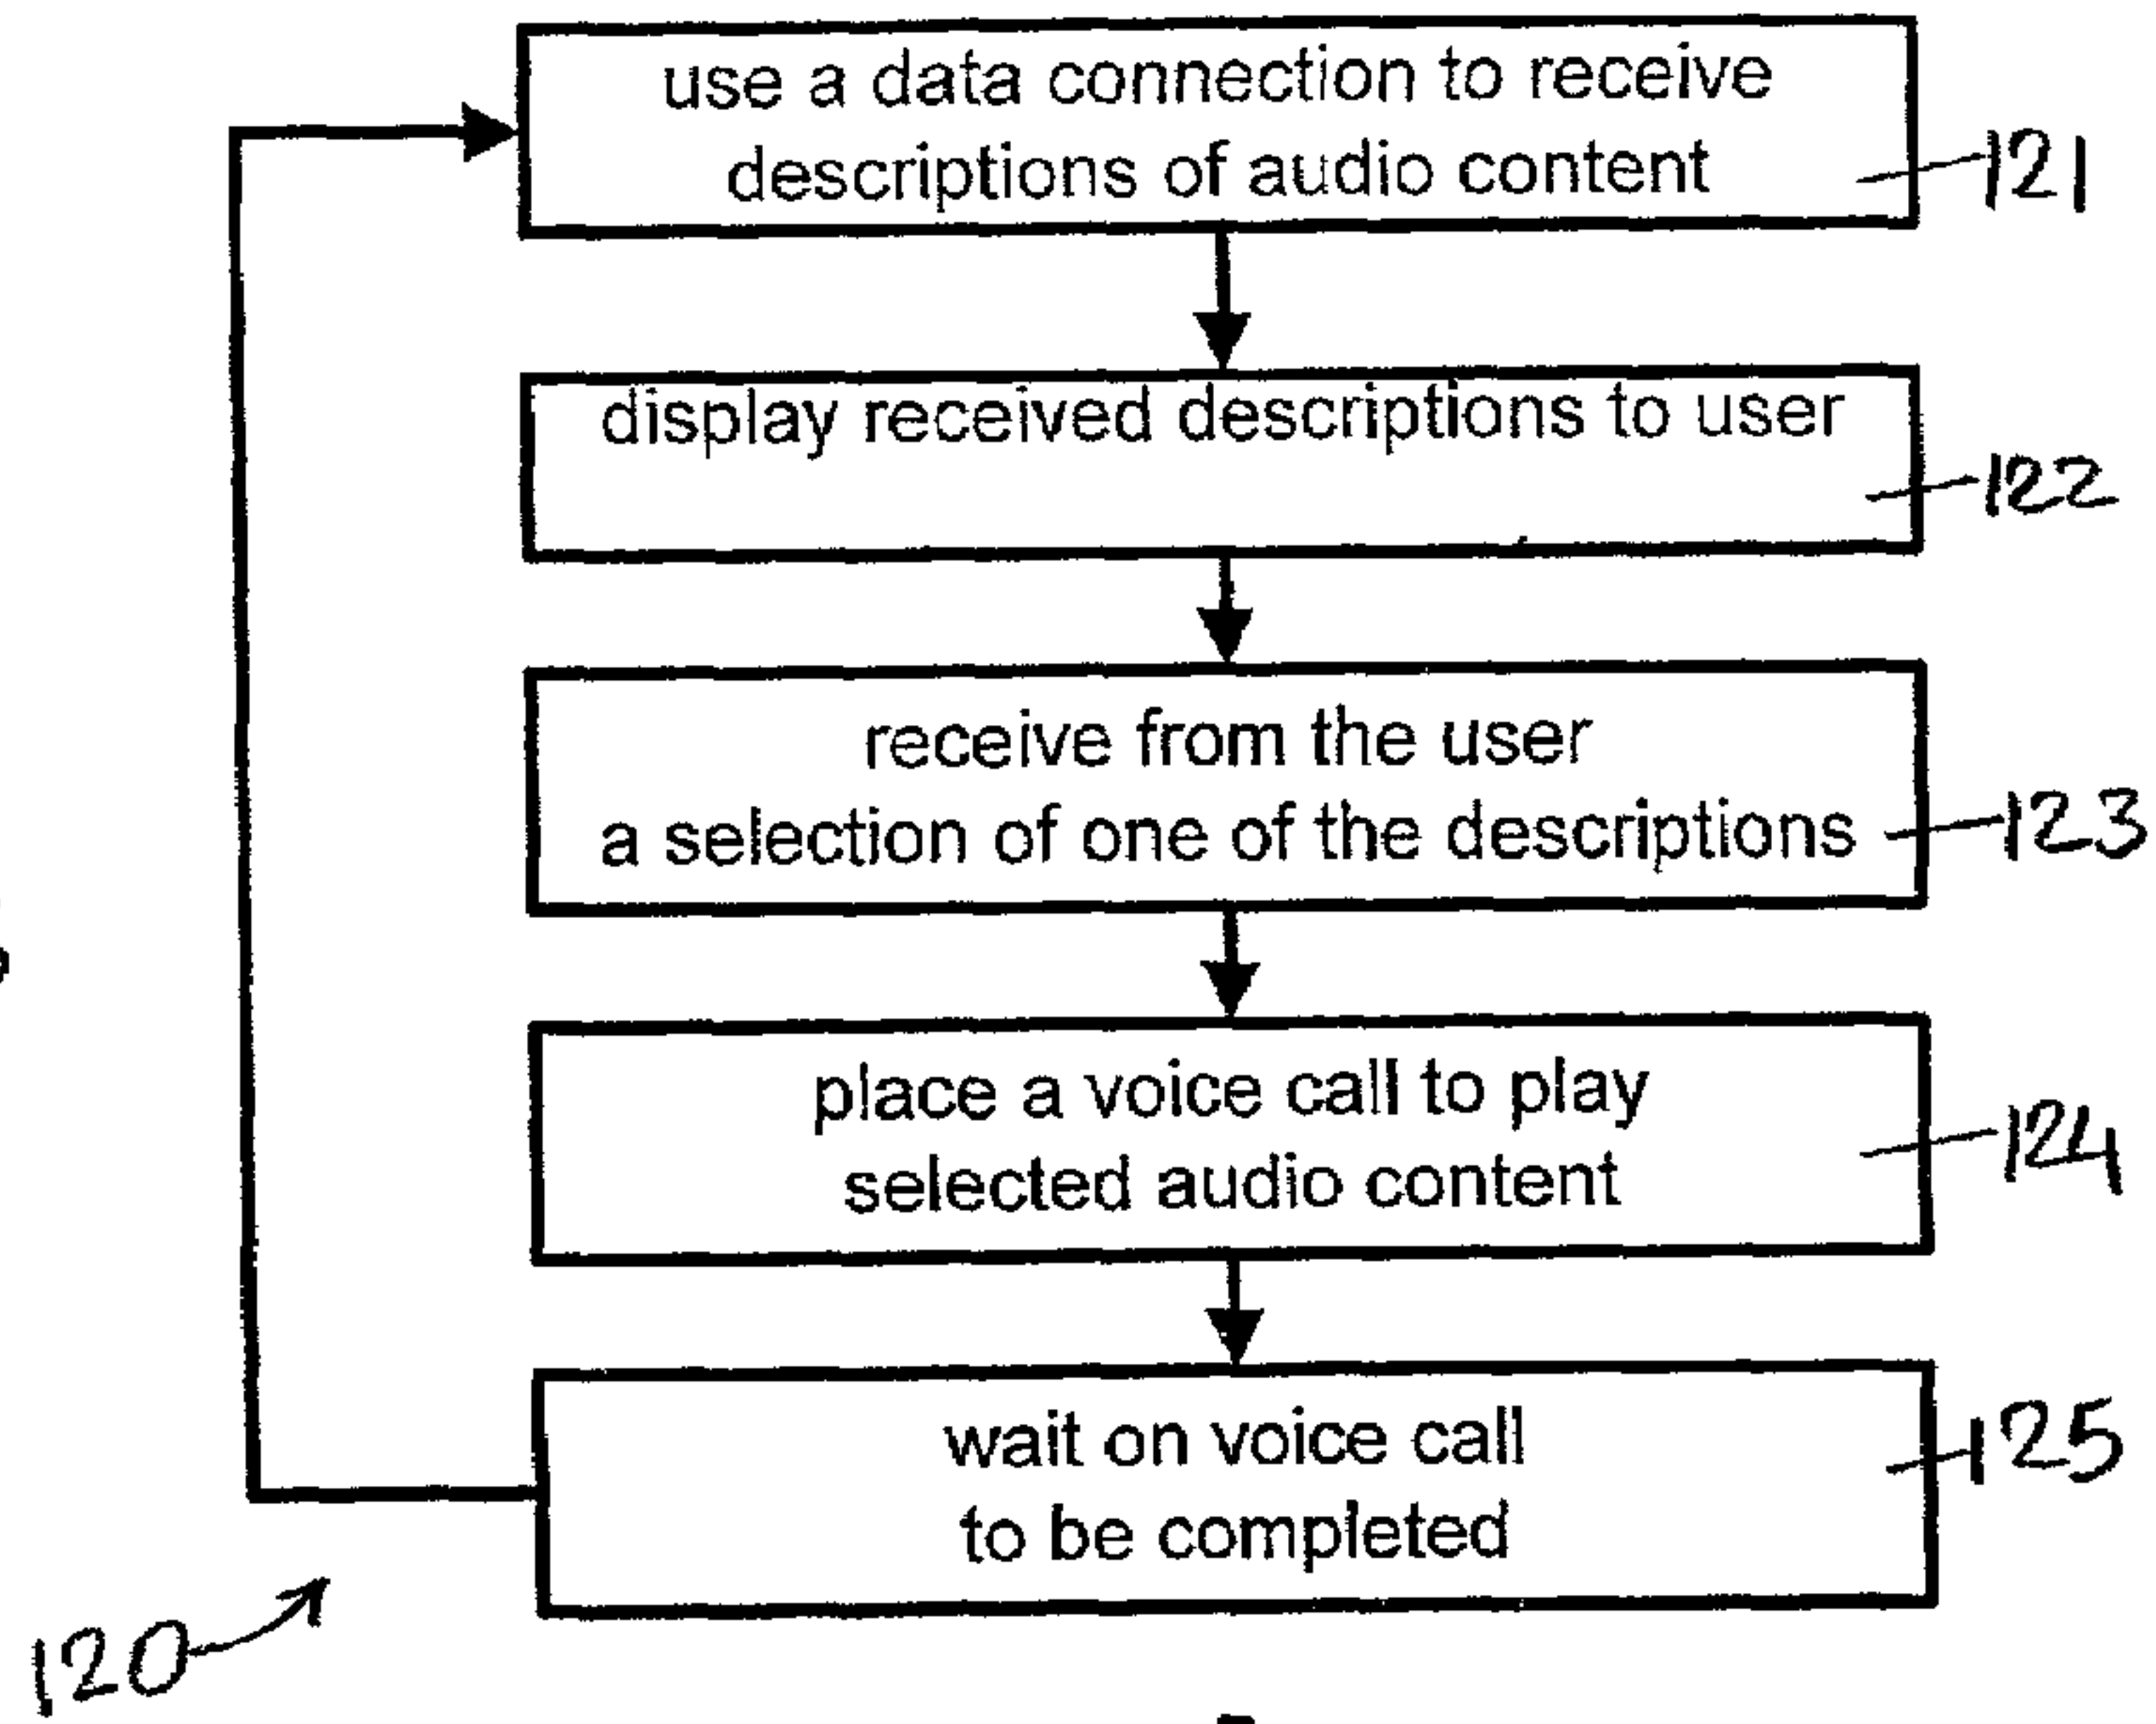 use a data connection to receive
descriptions of audio content
121
display received descriptions to user
122
receive from the user
a selection of one of the descriptions
123
place a voice call to play
selected audio content
124
wait on voice call
to be completed
125
120